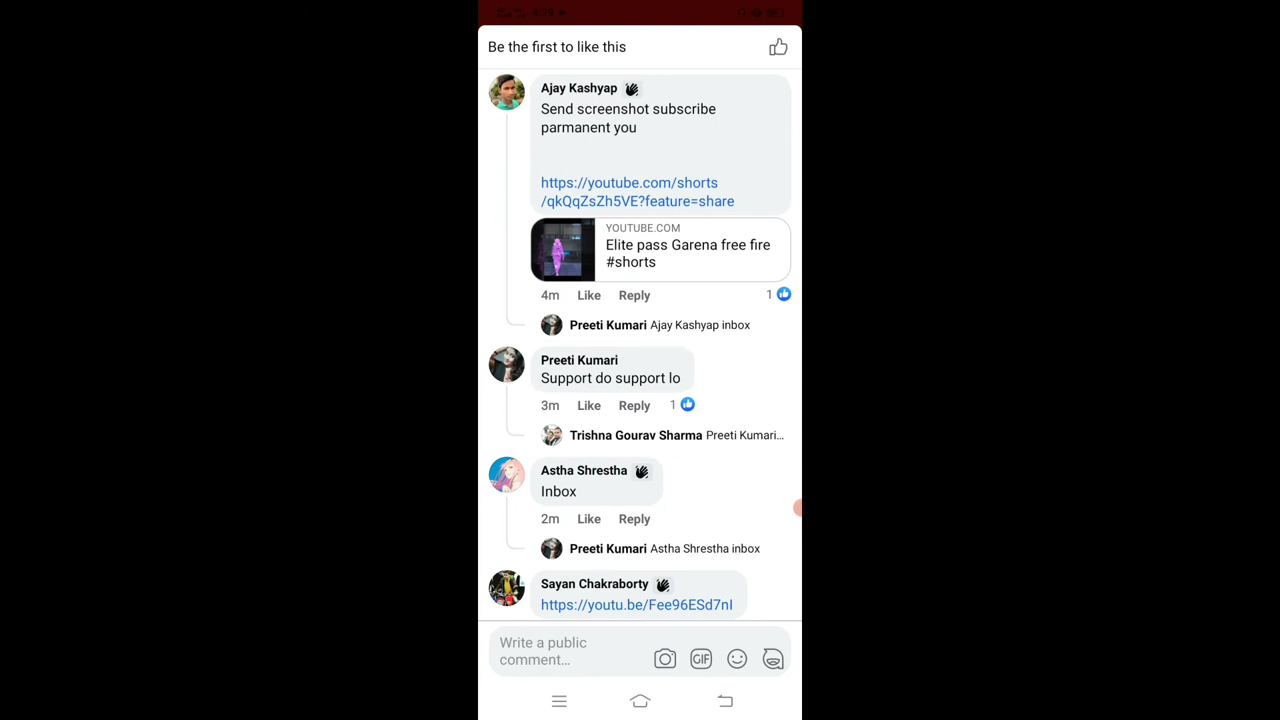 4:39
Be the first to like this
Ajay Kashyap
Send screenshot subscribe
parmanent you
https://youtube.com/shorts
/qkQqZsZh5VE?feature=share
YOUTUBE.COM
Elite pass Garena free fire
#shorts
4m Like Reply 1
Preeti Kumari Ajay Kashyap inbox
Preeti Kumari
Support do support lo
3m Like Reply 1
Trishna Gourav Sharma Preeti Kumari...
Astha Shrestha
Inbox
2m Like Reply
Preeti Kumari Astha Shrestha inbox
Sayan Chakraborty
https://youtu.be/Fee96ESd7nI
Write a public
comment...
GIF